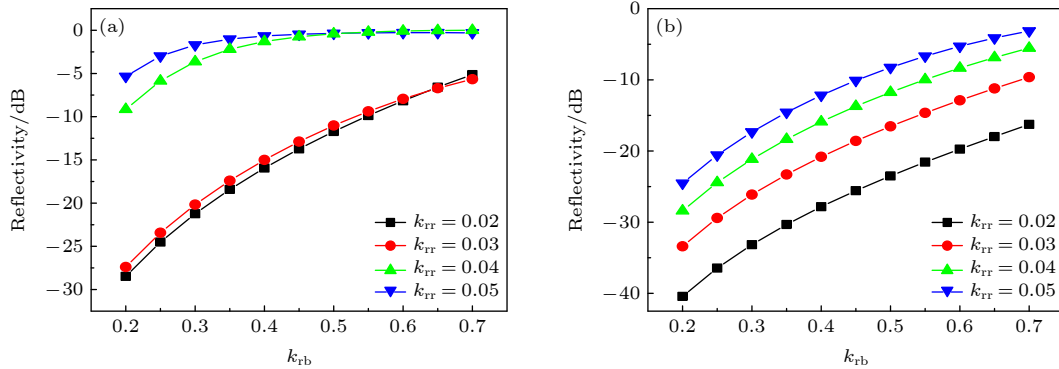 (a)
0
−5
−10
−15
−20
−25
−30
Reflectivity/dB
k_rr = 0.02
k_rr = 0.03
k_rr = 0.04
k_rr = 0.05
0.2 0.3 0.4 0.5 0.6 0.7
k_rb
(b)
0
−10
−20
−30
−40
Reflectivity/dB
k_rr = 0.02
k_rr = 0.03
k_rr = 0.04
k_rr = 0.05
0.2 0.3 0.4 0.5 0.6 0.7
k_rb